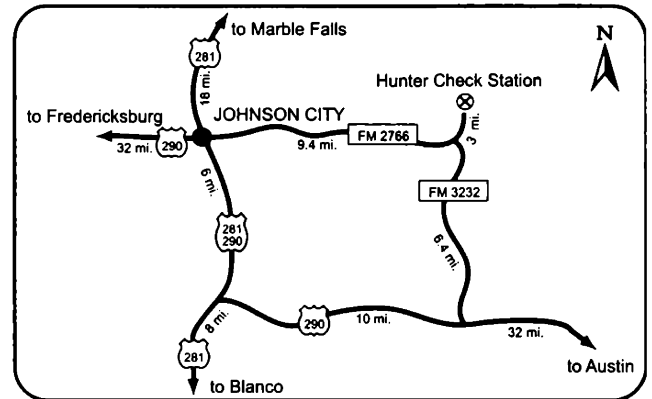 to Marble Falls
N
281
18 mi.
Hunter Check Station
to Fredericksburg
JOHNSON CITY
290
32 mi.
9.4 mi.
FM 2766
3 mi.
6 mi.
FM 3232
281
290
6.4 mi.
8 mi.
290
10 mi.
32 mi.
281
to Blanco
to Austin